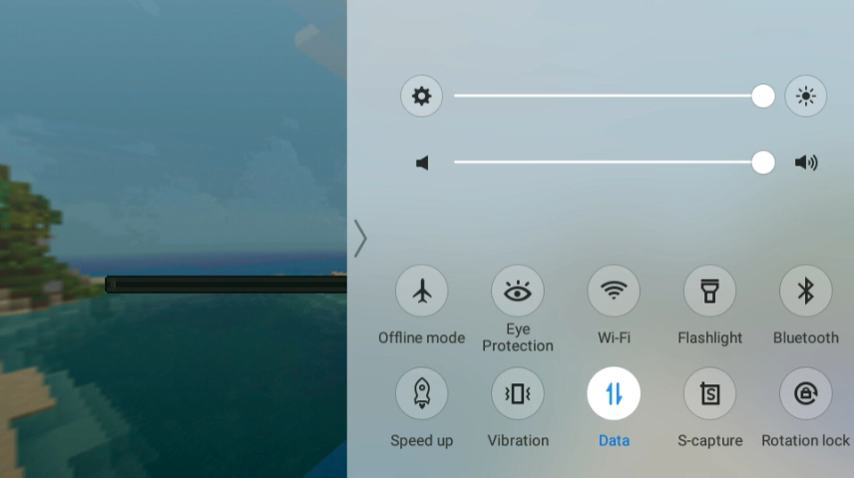 Offline mode
Eye
Protection
Wi-Fi
Flashlight
Bluetooth
Speed up
Vibration
Data
S-capture
Rotation lock